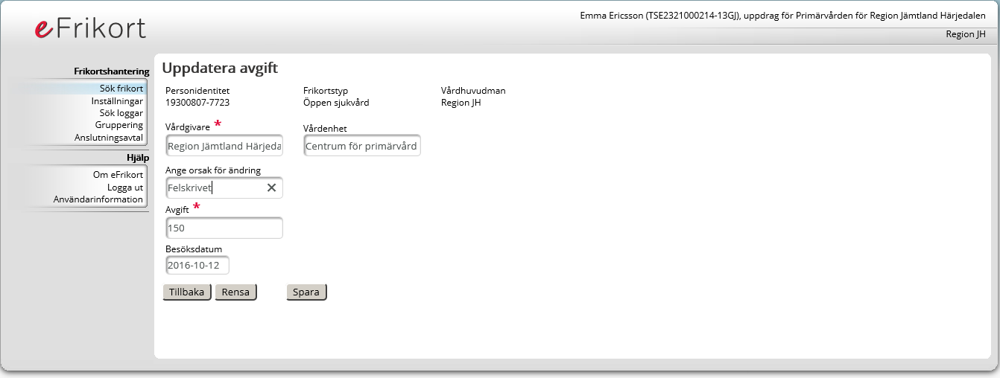 eFrikort
Emma Ericsson (TSE2321000214-13GJ), uppdrag för Primärvården för Region Jämtland Härjedalen
Region JH
Frikortshantering
Sök frikort
Inställningar
Sök loggar
Gruppering
Anslutningsavtal
Hjälp
Om eFrikort
Logga ut
Användarinformation
Uppdatera avgift
Personidentitet Frikortstyp Vårdhuvudman
19300807-7723 Öppen sjukvård Region JH
Vårdgivare * Vårdenhet
Region Jämtland Härjeda Centrum för primärvård
Ange orsak för ändring
Felskrivet ✕
Avgift *
150
Besöksdatum
2016-10-12
Tillbaka Rensa Spara